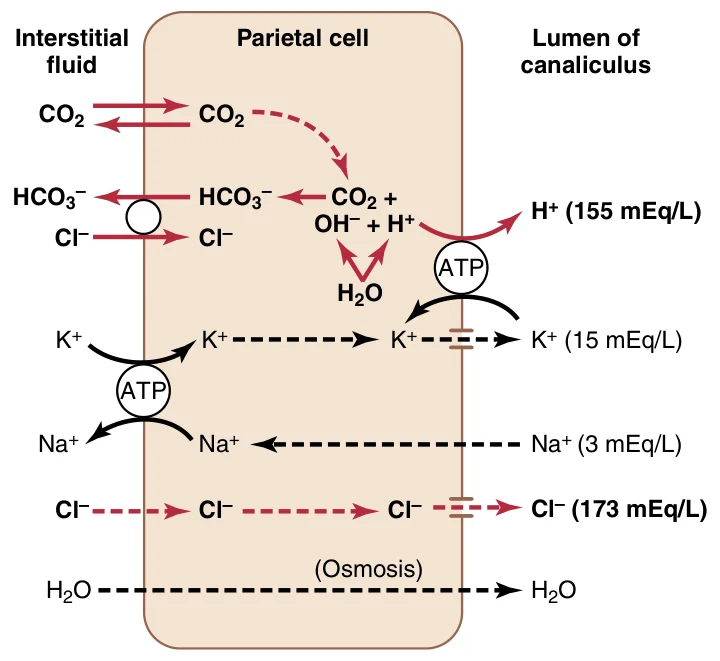 Interstitial fluid
Parietal cell
Lumen of canaliculus
CO₂
CO₂
HCO₃⁻
HCO₃⁻
CO₂ +
OH⁻ + H⁺
H⁺ (155 mEq/L)
Cl⁻
Cl⁻
ATP
H₂O
K⁺
K⁺
K⁺
K⁺ (15 mEq/L)
ATP
Na⁺
Na⁺
Na⁺ (3 mEq/L)
Cl⁻
Cl⁻
Cl⁻
Cl⁻ (173 mEq/L)
(Osmosis)
H₂O
H₂O